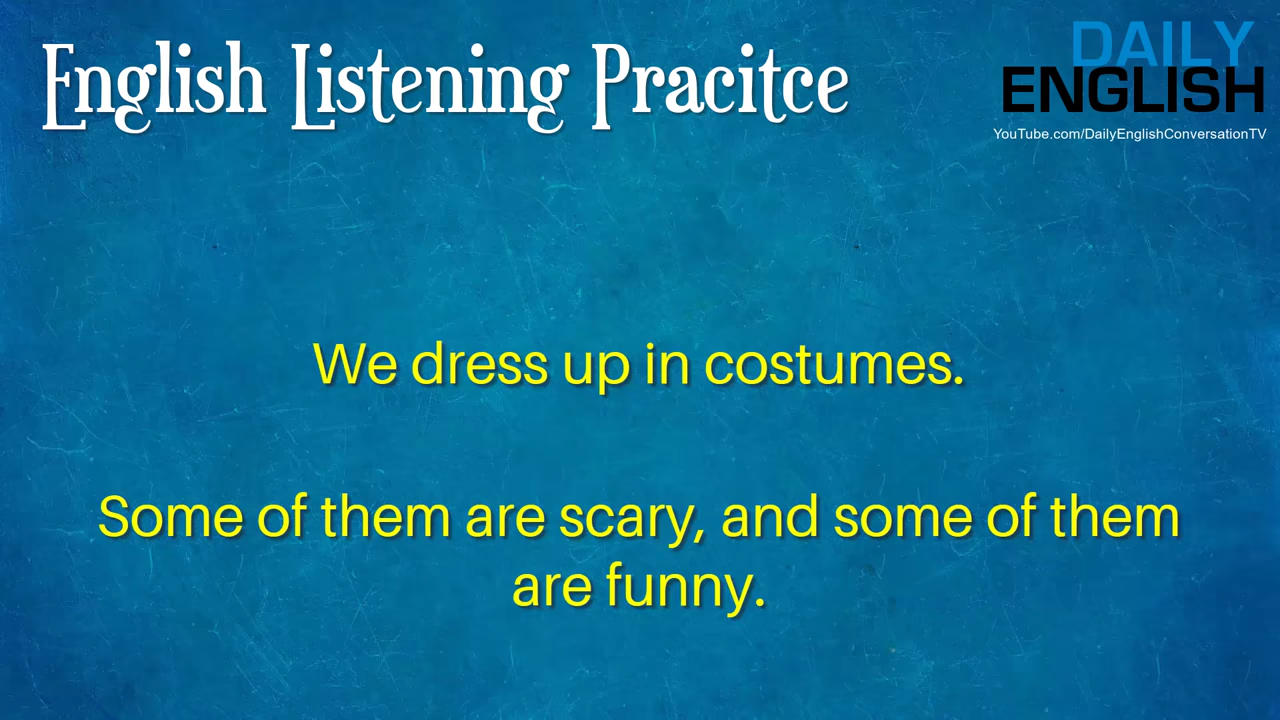 English Listening Pracitce
DAILY
ENGLISH
YouTube.com/DailyEnglishConversationTV
We dress up in costumes.
Some of them are scary, and some of them
are funny.